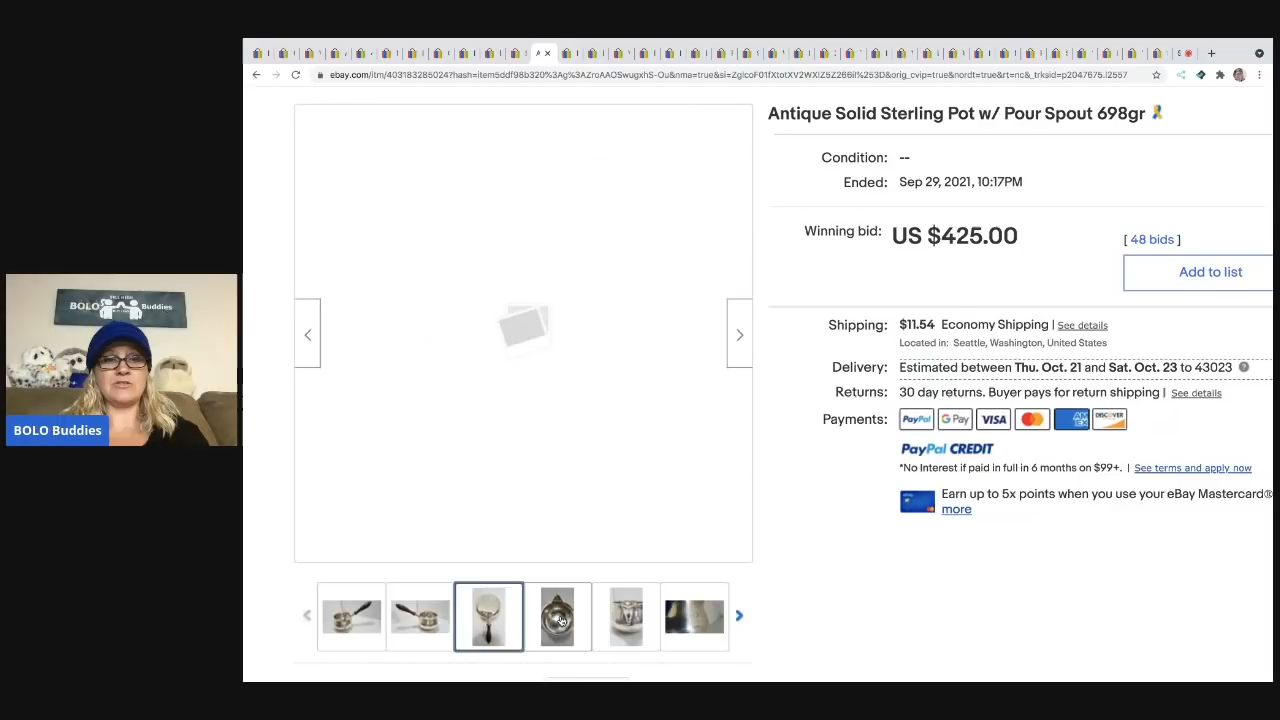 ebay.com/itm/403183285024?hash=item5ddf98b320%3Ag%3AZroAAOSwugxhS-Ou&nma=true&si=ZglcoF01fXtotXV2WXIZ5Z266iI%253D&orig_cvip=true&nordt=true&rt=nc&_trksid=p2047675.l2557
Antique Solid Sterling Pot w/ Pour Spout 698gr
Condition: --
Ended: Sep 29, 2021, 10:17PM
Winning bid: US $425.00 [ 48 bids ]
Add to list
Shipping: $11.54 Economy Shipping | See details
Located in: Seattle, Washington, United States
Delivery: Estimated between Thu. Oct. 21 and Sat. Oct. 23 to 43023
Returns: 30 day returns. Buyer pays for return shipping | See details
Payments: PayPal G Pay VISA MasterCard AMEX DISCOVER
PayPal CREDIT
*No Interest if paid in full in 6 months on $99+. | See terms and apply now
Earn up to 5x points when you use your eBay Mastercard®
more
BOLO Buddies
BOLO Buddies